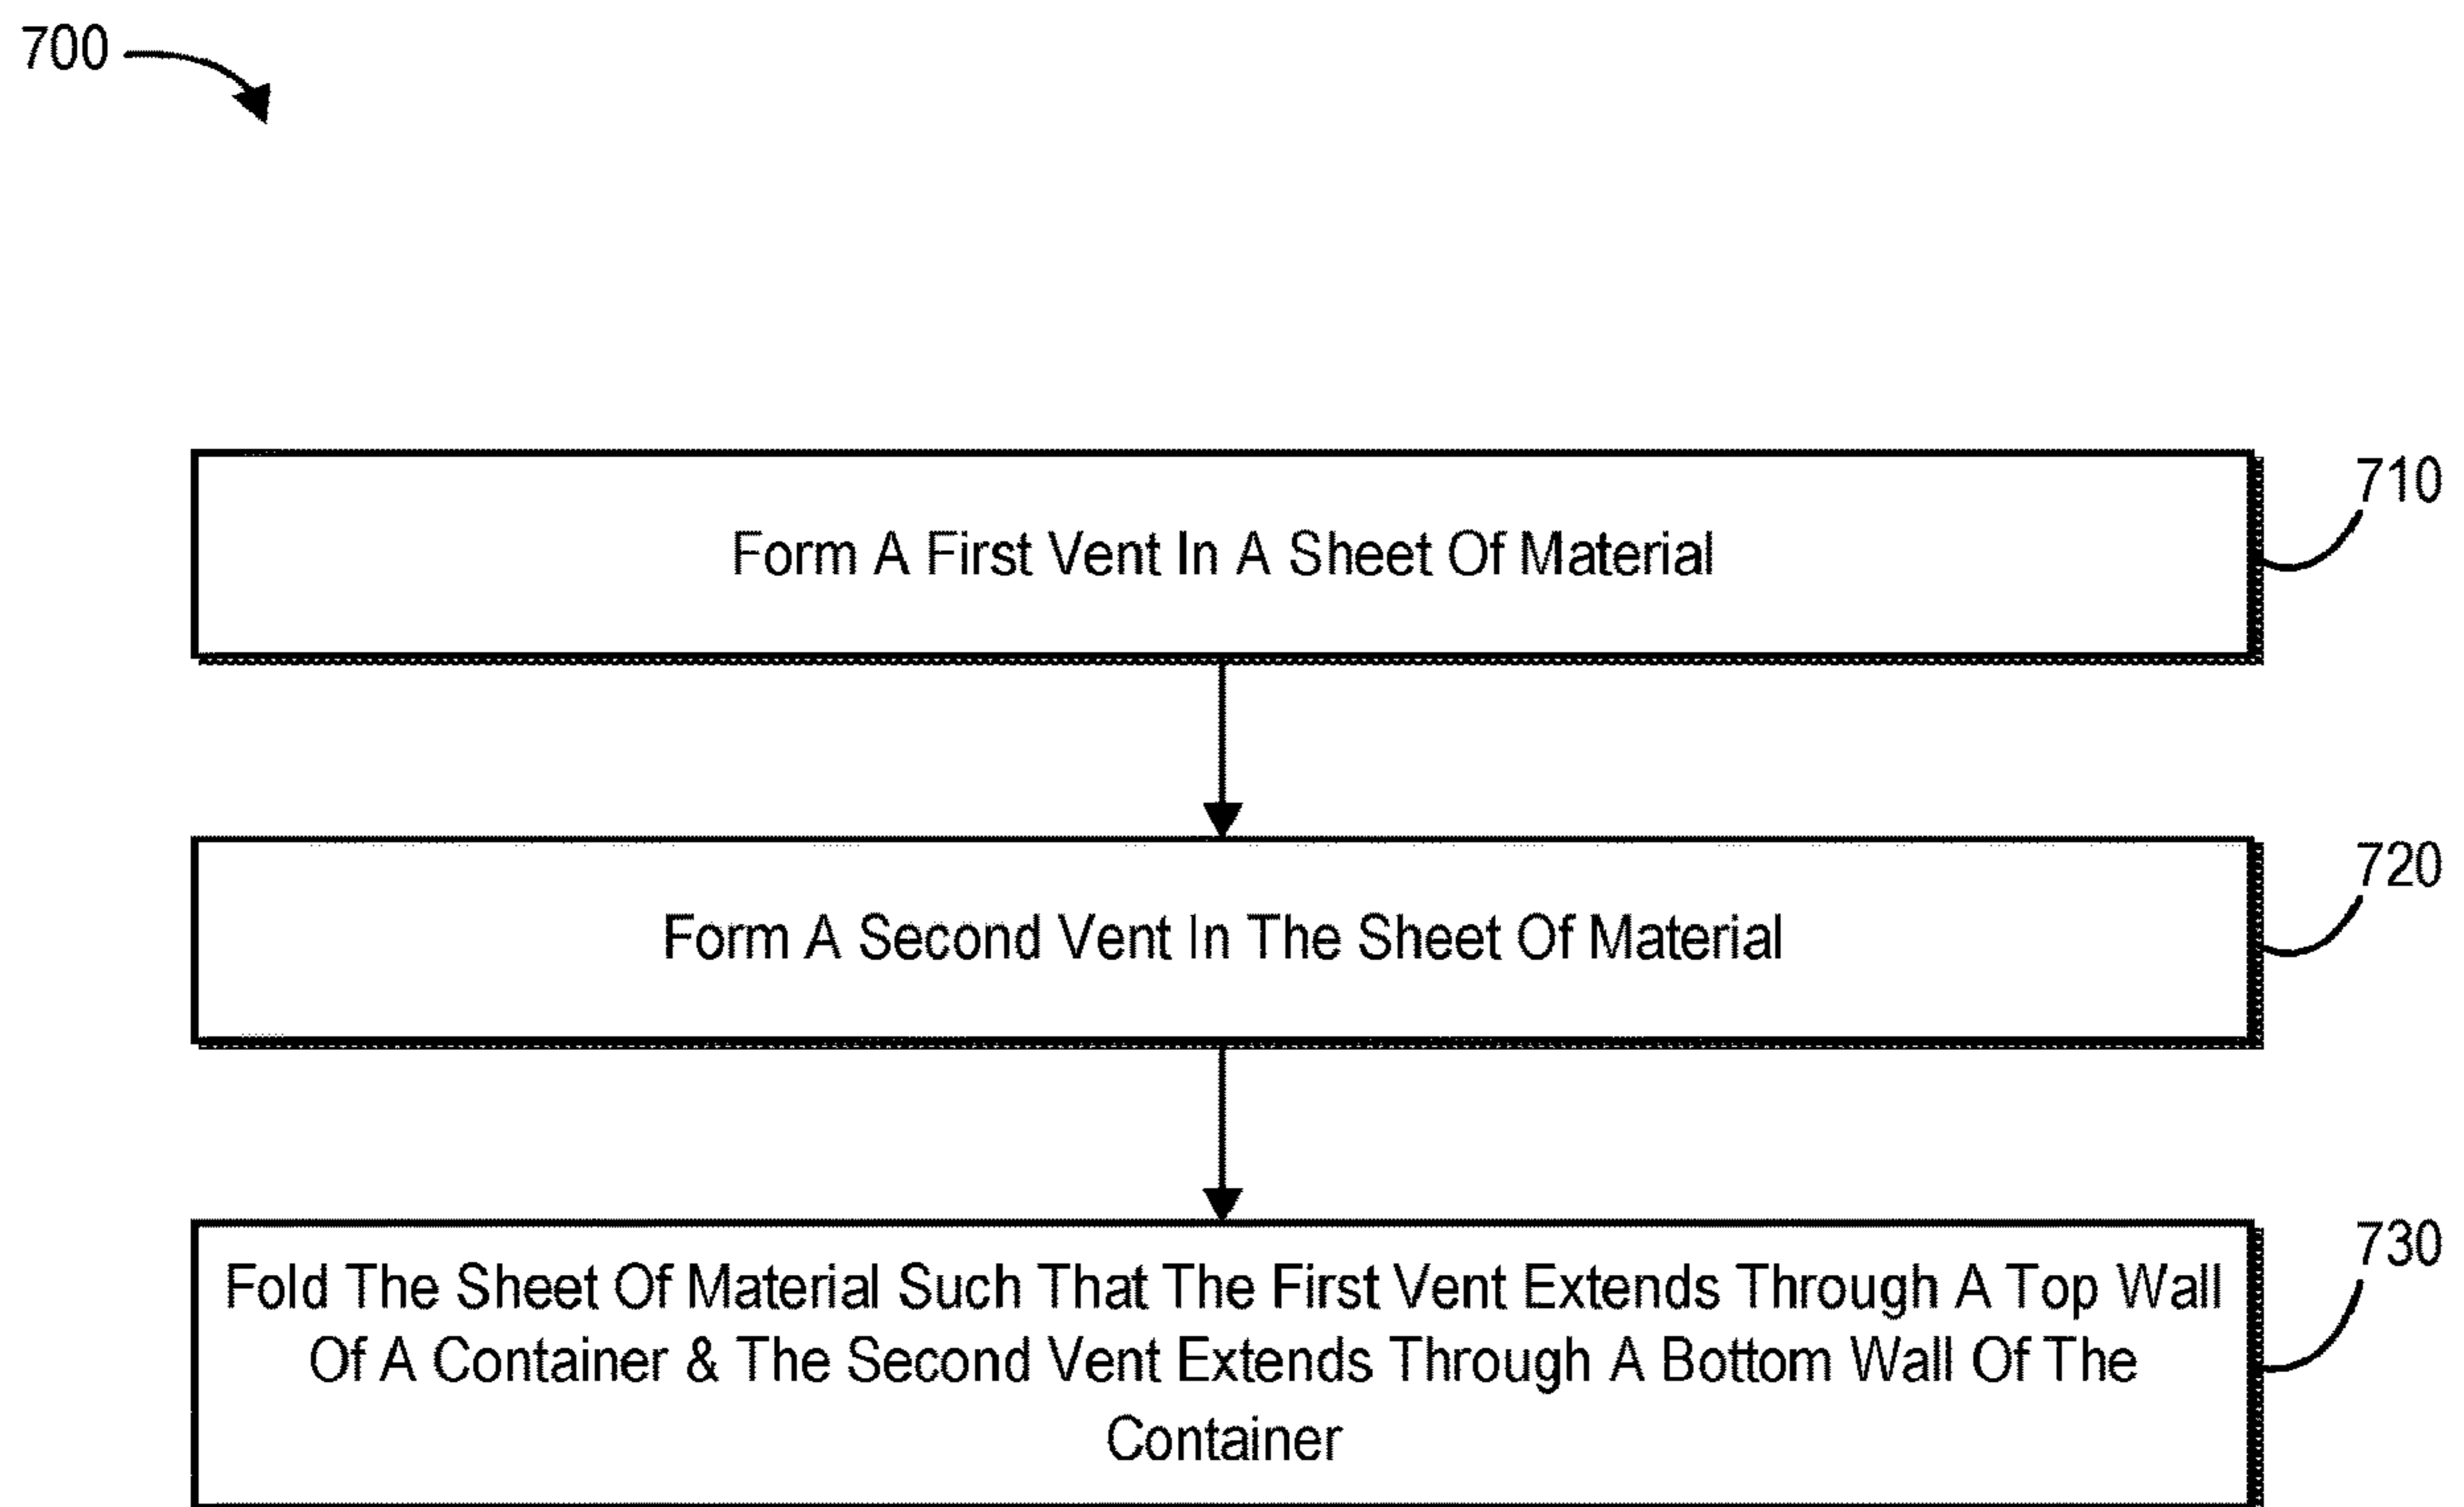 700
710
Form A First Vent In A Sheet Of Material
720
Form A Second Vent In The Sheet Of Material
730
Fold The Sheet Of Material Such That The First Vent Extends Through A Top Wall
Of A Container & The Second Vent Extends Through A Bottom Wall Of The
Container